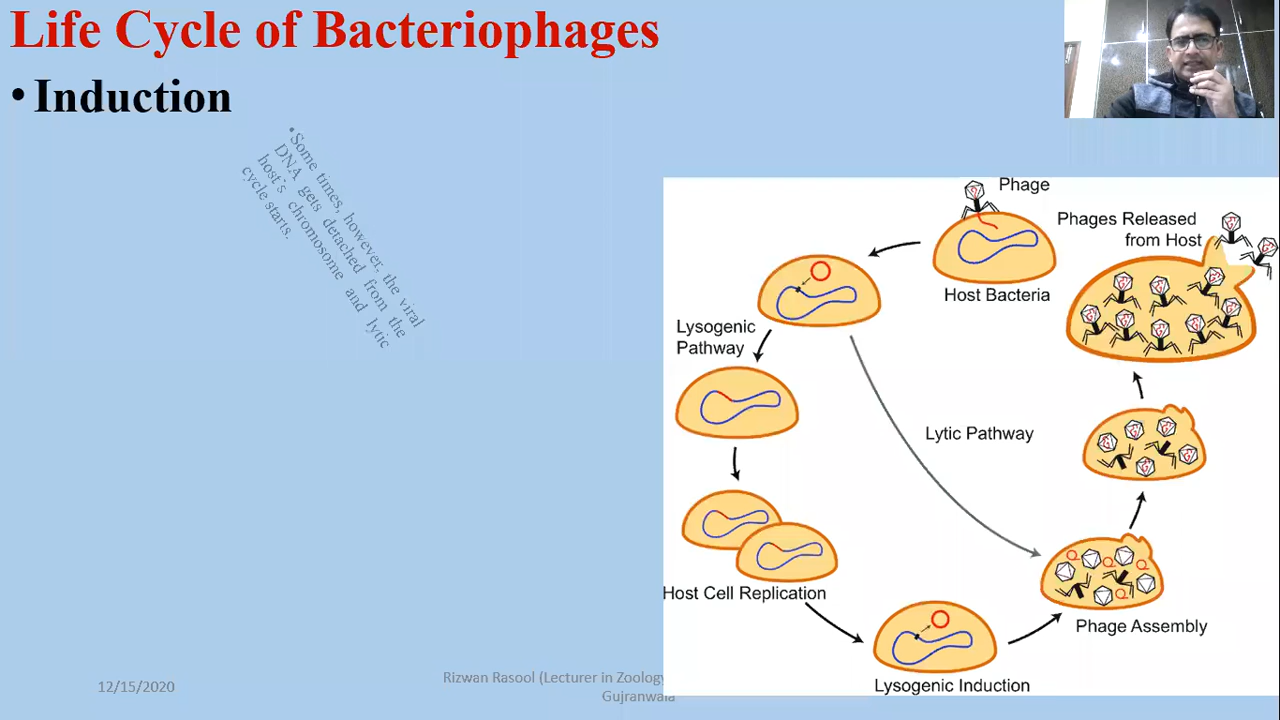 Life Cycle of Bacteriophages
• Induction
• Some times, however, the viral
DNA gets detached from the
host's chromosome and lytic
cycle starts.
Phage
Phages Released
from Host
Host Bacteria
Lysogenic
Pathway
Lytic Pathway
Host Cell Replication
Phage Assembly
Lysogenic Induction
12/15/2020
Rizwan Rasool (Lecturer in Zoology
Gujranwala